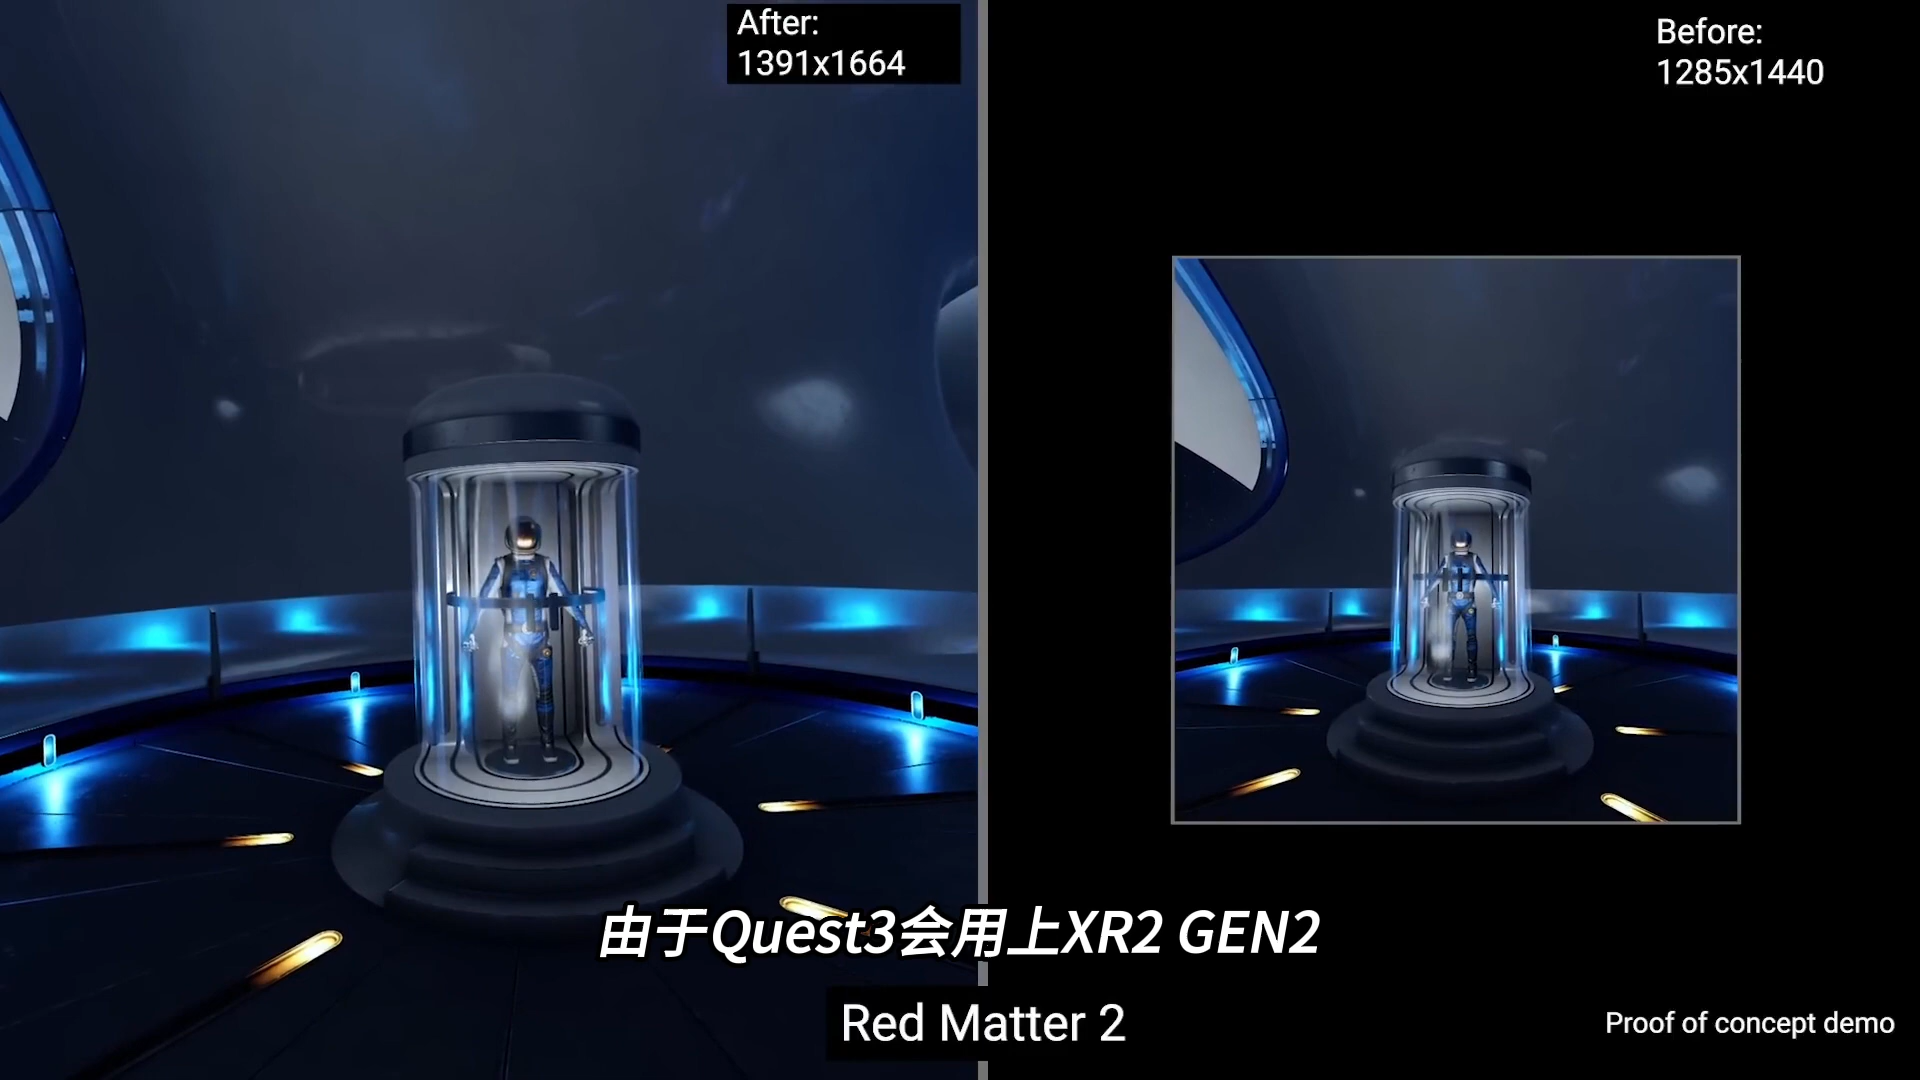 After:
1391x1664
Before:
1285x1440
由于Quest3会用上XR2 GEN2
Red Matter 2
Proof of concept demo